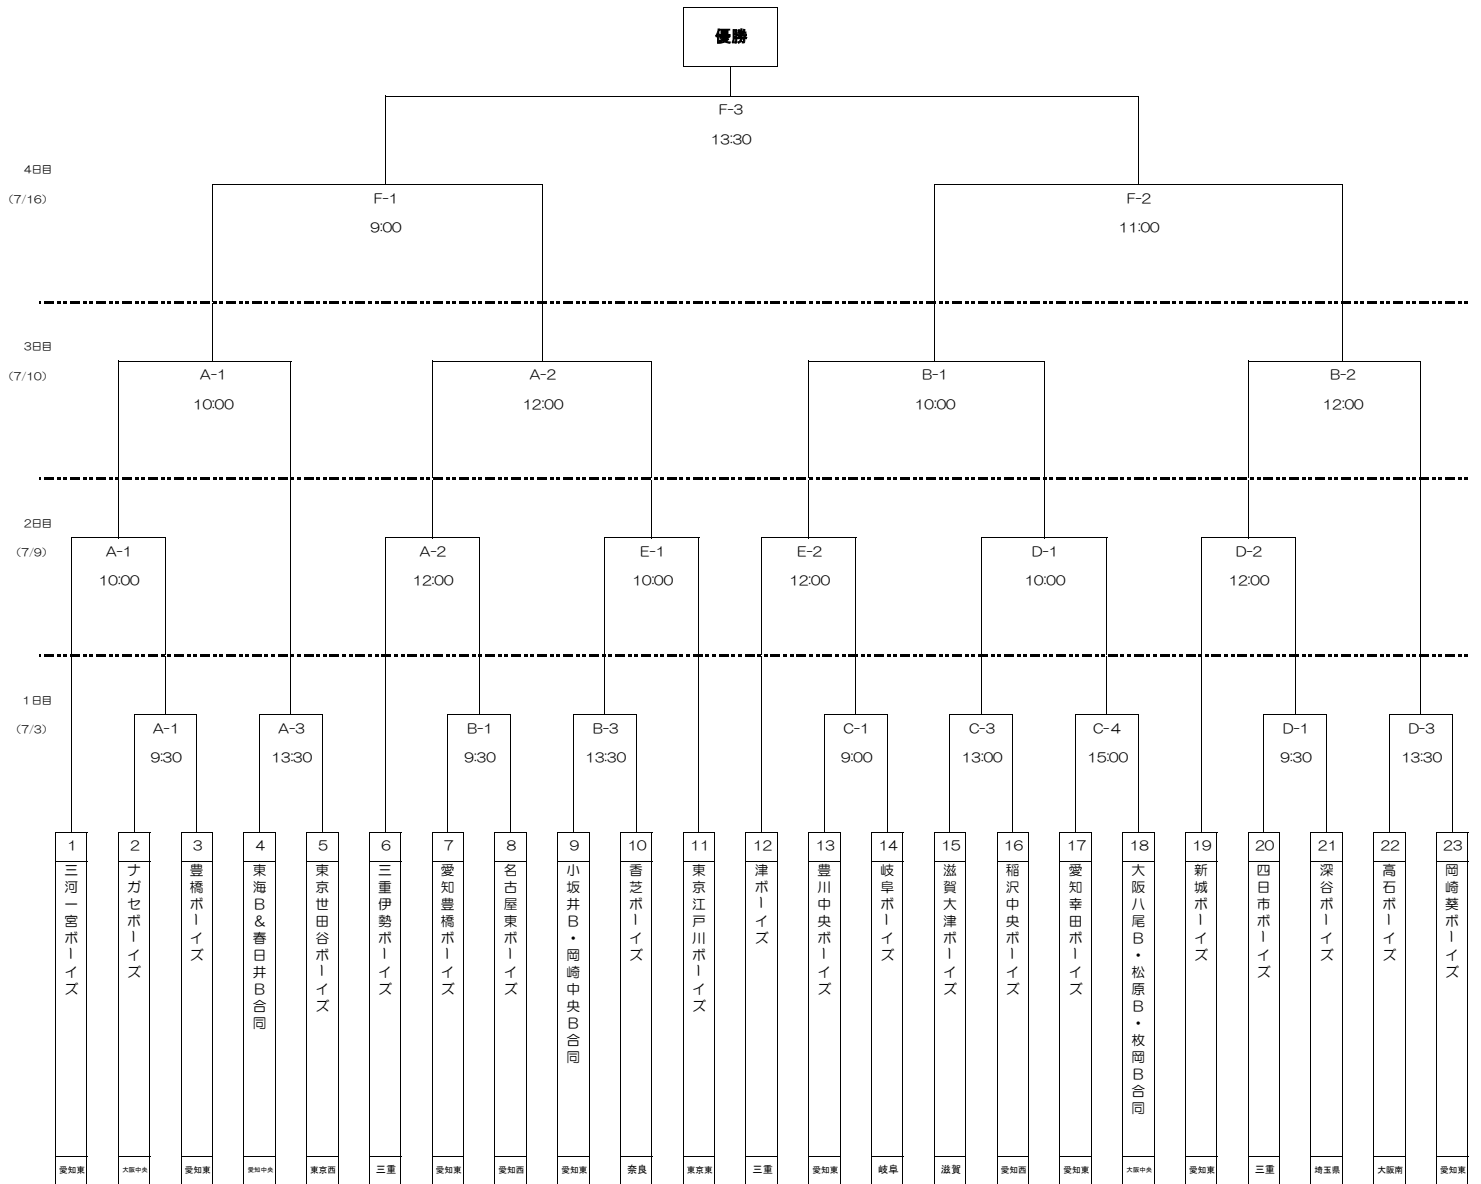 優勝
F-3
13:30
4日目
(7/16)
F-1
F-2
9:00
11:00
3日目
(7/10)
A-1
A-2
B-1
B-2
10:00
12:00
10:00
12:00
2日目
(7/9)
A-1
A-2
E-1
E-2
D-1
D-2
10:00
12:00
10:00
12:00
10:00
12:00
1日目
(7/3)
A-1
A-3
B-1
B-3
C-1
C-3
C-4
D-1
D-3
9:30
13:30
9:30
13:30
9:00
13:00
15:00
9:30
13:30
1
2
3
4
5
6
7
8
9
10
11
12
13
14
15
16
17
18
19
20
21
22
23
三河一宮ボーイズ
ナガセボーイズ
豊橋ボーイズ
東海B&春日井B合同
東京世田谷ボーイズ
三重伊勢ボーイズ
愛知豊橋ボーイズ
名古屋東ボーイズ
小坂井B・岡崎中央B合同
香芝ボーイズ
東京江戸川ボーイズ
津ボーイズ
豊川中央ボーイズ
岐阜ボーイズ
滋賀大津ボーイズ
稲沢中央ボーイズ
愛知幸田ボーイズ
大阪八尾B・松原B・枚岡B合同
新城ボーイズ
四日市ボーイズ
深谷ボーイズ
高石ボーイズ
岡崎葵ボーイズ
愛知東
大阪中央
愛知東
愛知中央
東京西
三重
愛知東
愛知西
愛知東
奈良
東京東
三重
愛知東
岐阜
滋賀
愛知西
愛知東
大阪中央
愛知東
三重
埼玉県
大阪南
愛知東